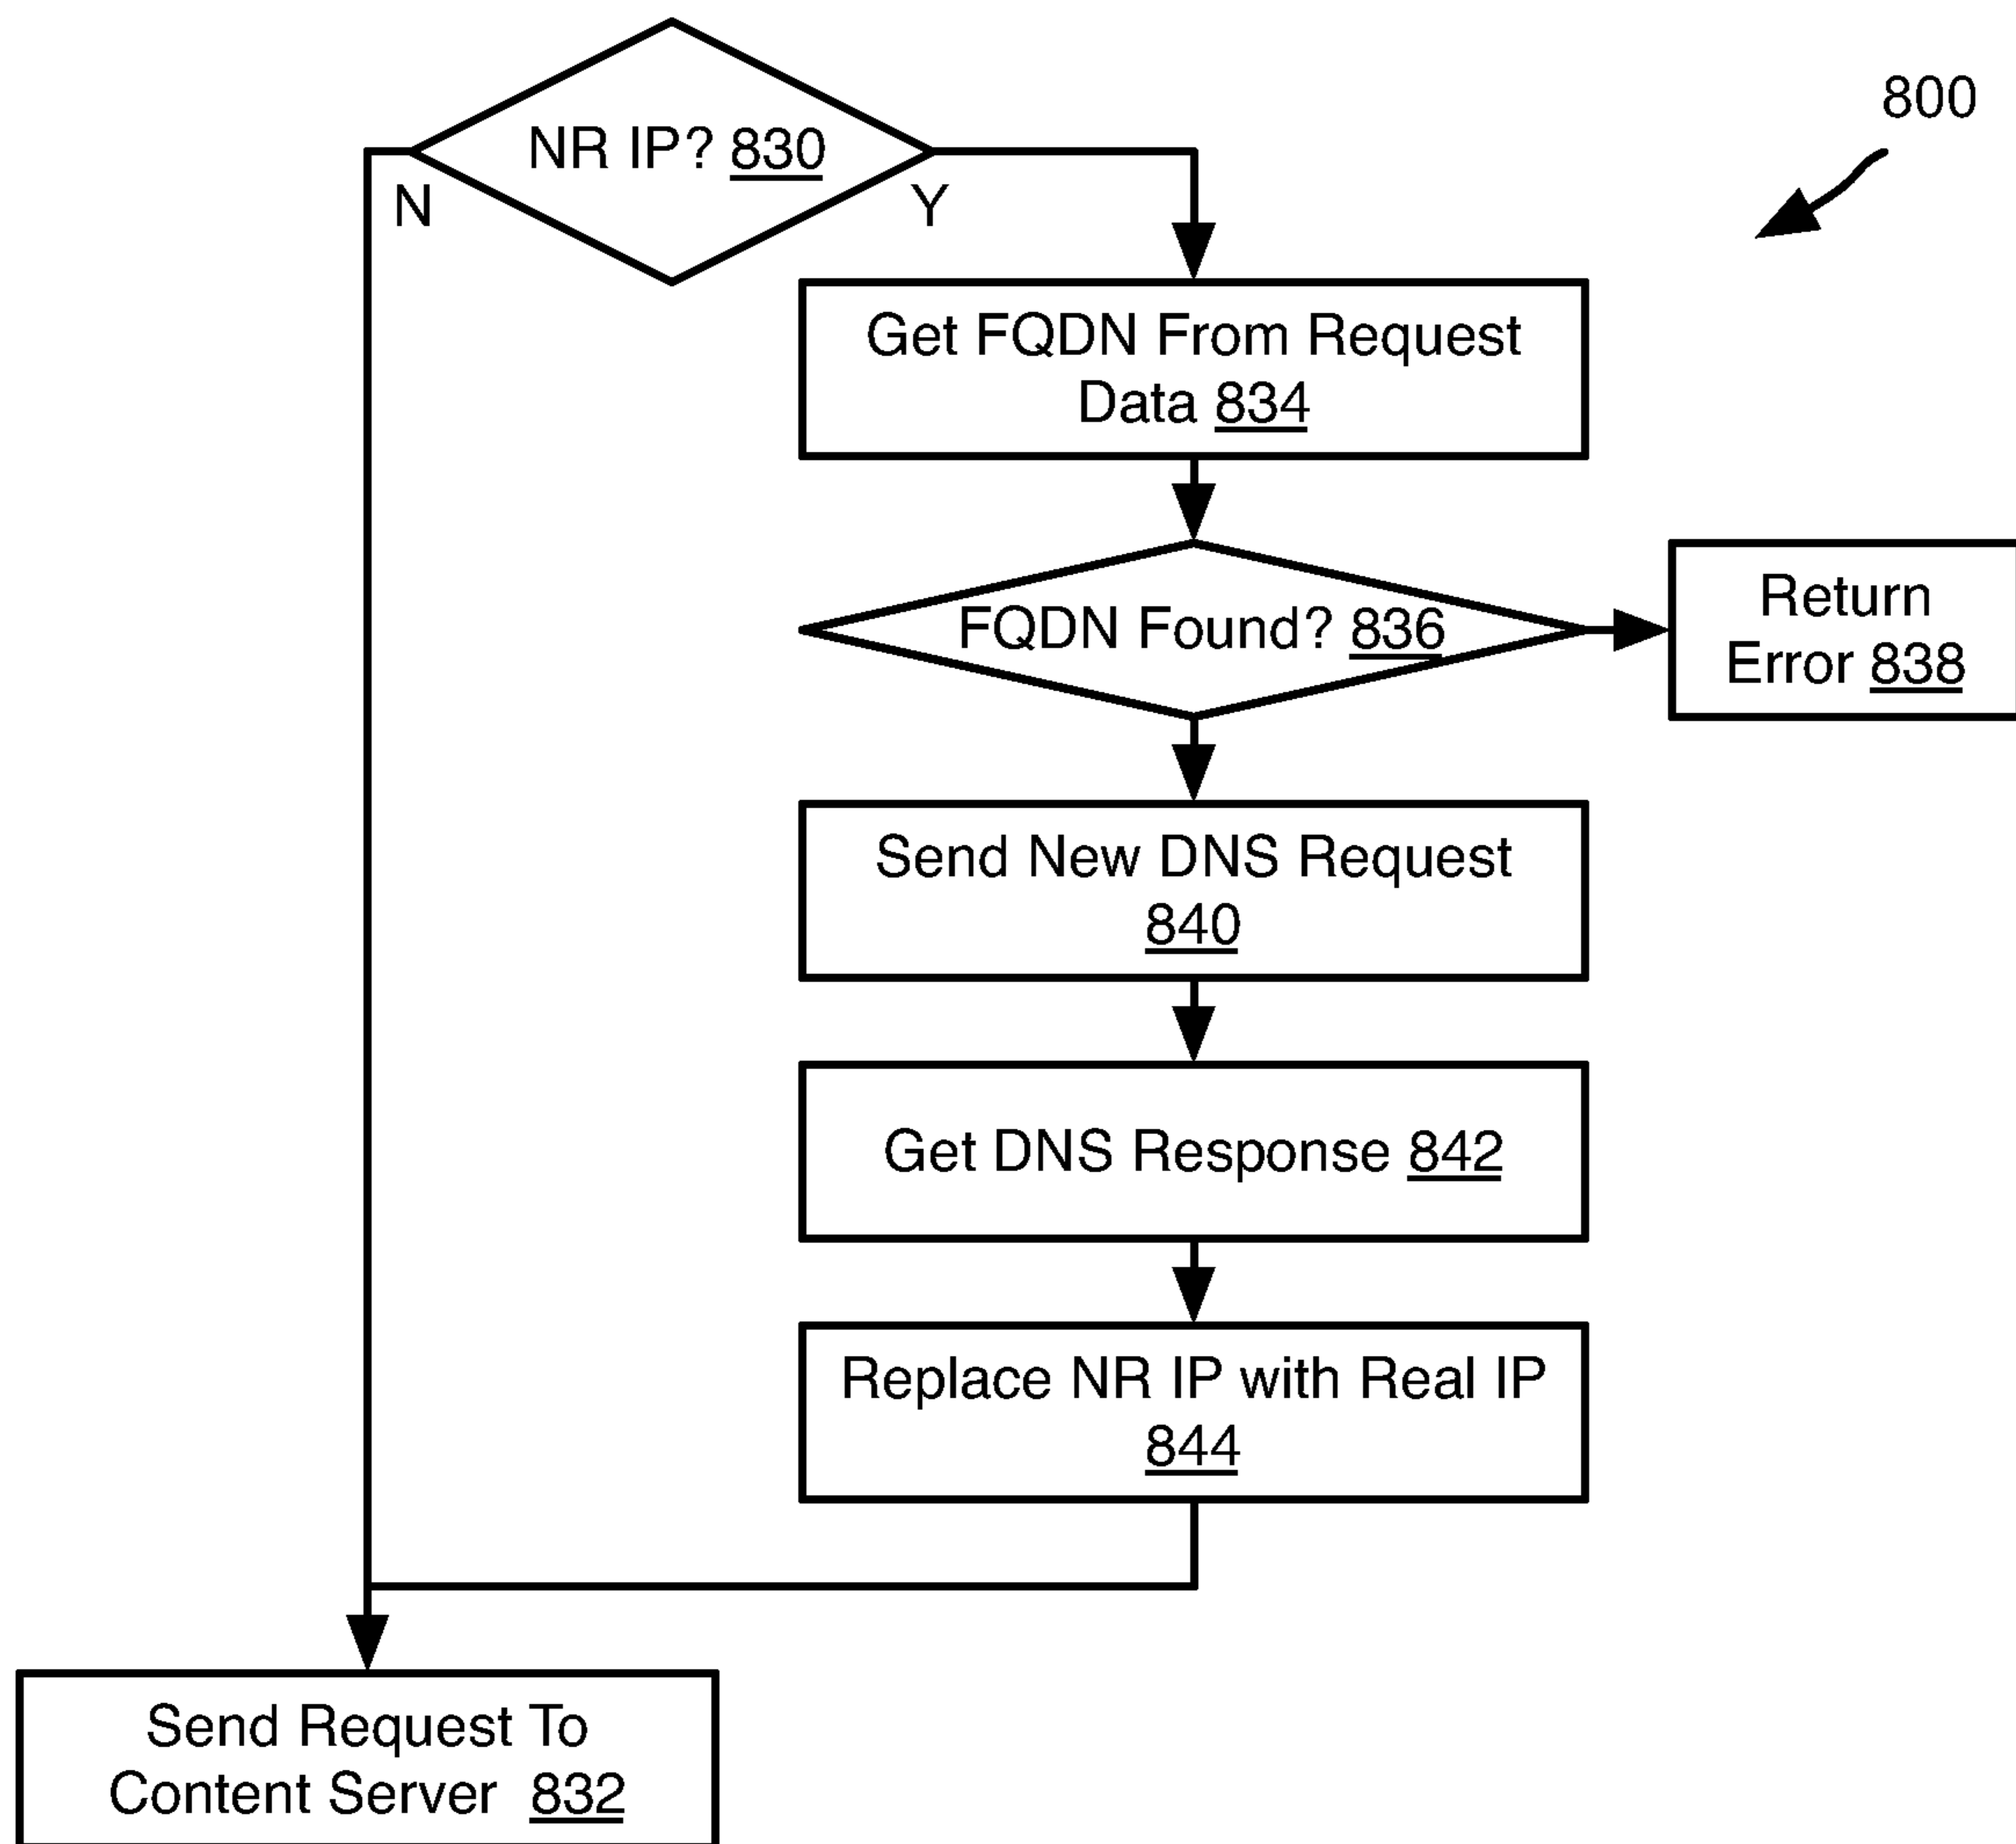 800
NR IP? 830
N
Y
Get FQDN From Request
Data 834
FQDN Found? 836
Return
Error 838
Send New DNS Request
840
Get DNS Response 842
Replace NR IP with Real IP
844
Send Request To
Content Server 832